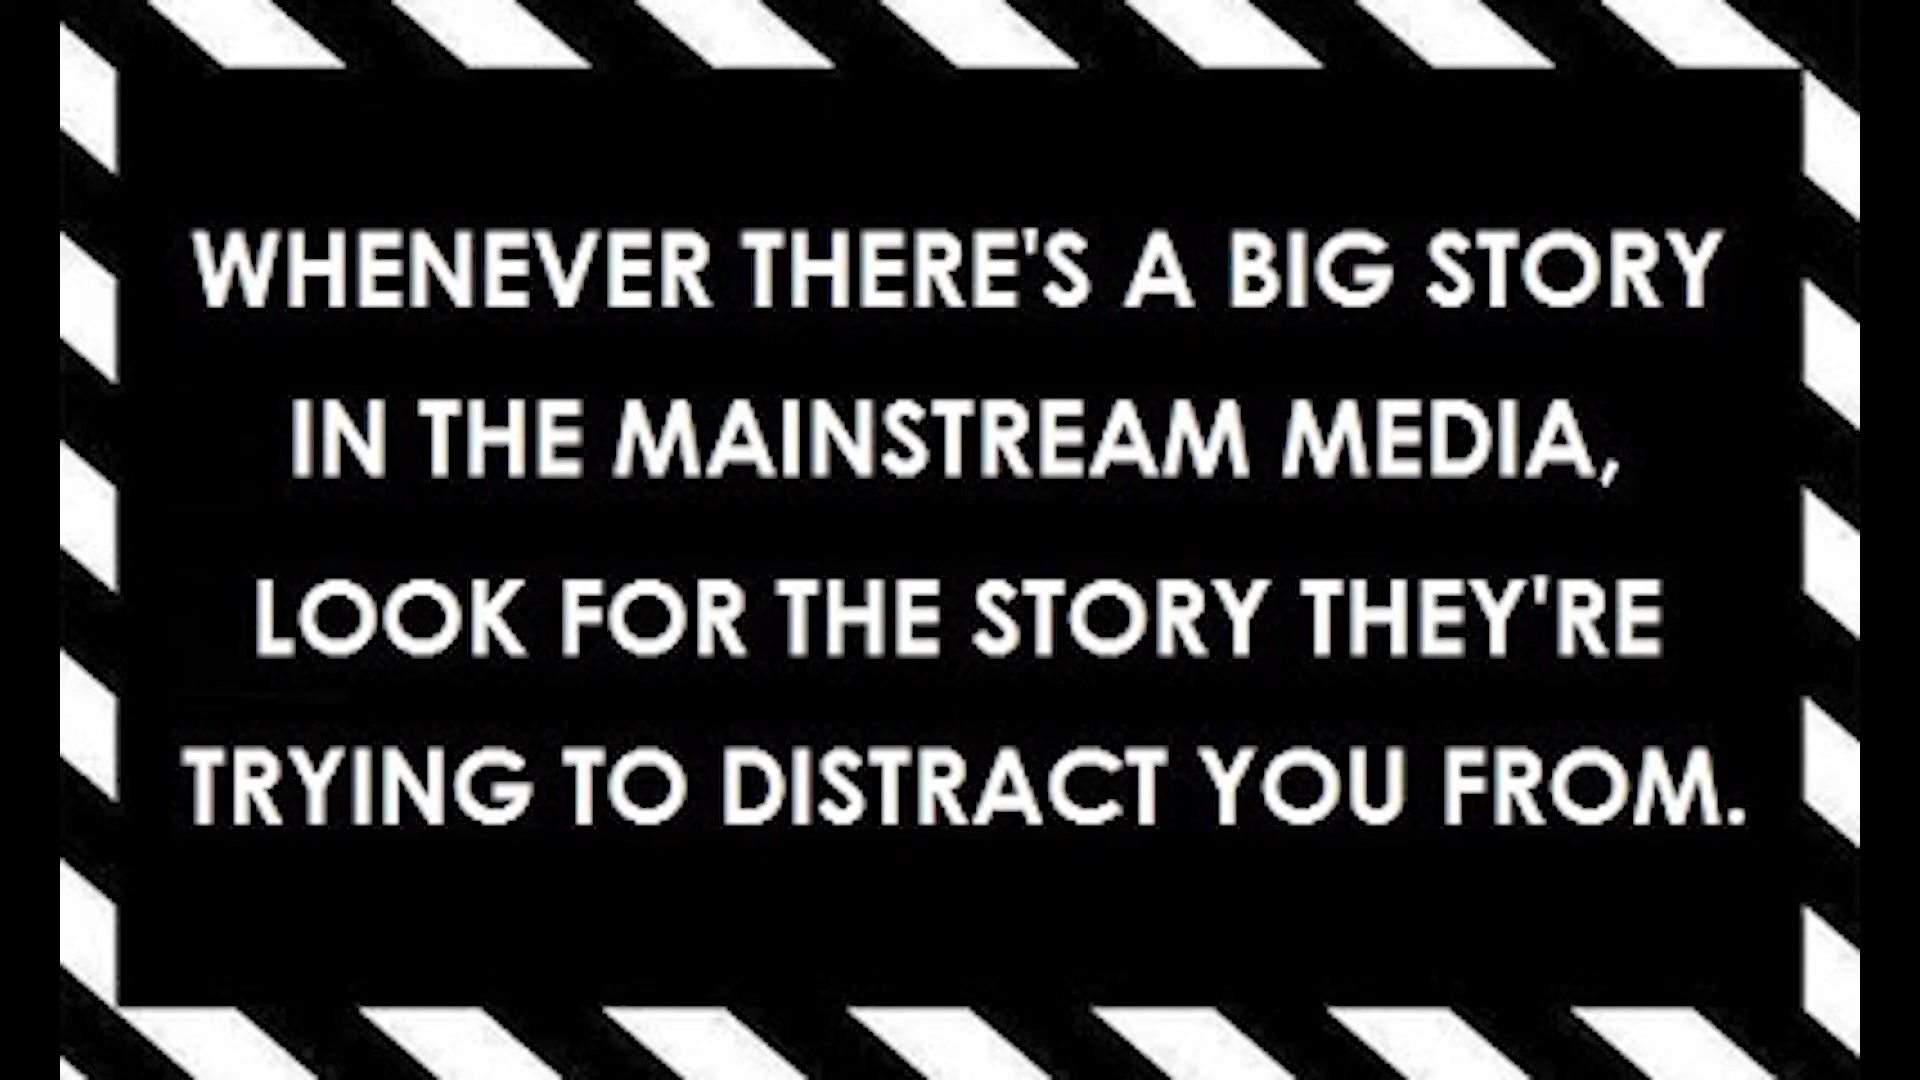 WHENEVER THERE'S A BIG STORY
IN THE MAINSTREAM MEDIA,
LOOK FOR THE STORY THEY'RE
TRYING TO DISTRACT YOU FROM.